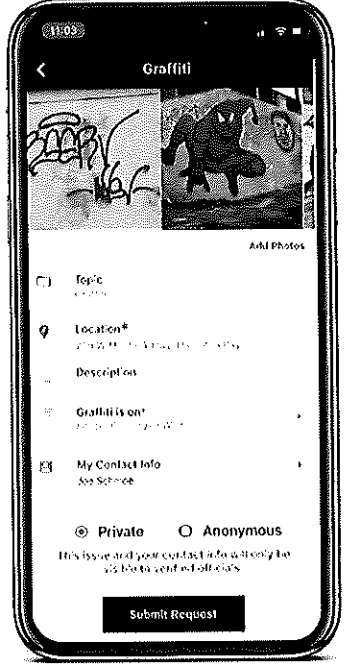 11:03
Graffiti
Add Photos
Topic
Location*
Description
Graffiti is on*
My Contact Info
Joe Schmoe
Private
Anonymous
This issue and your contact info will only be
visible to verified officials.
Submit Request